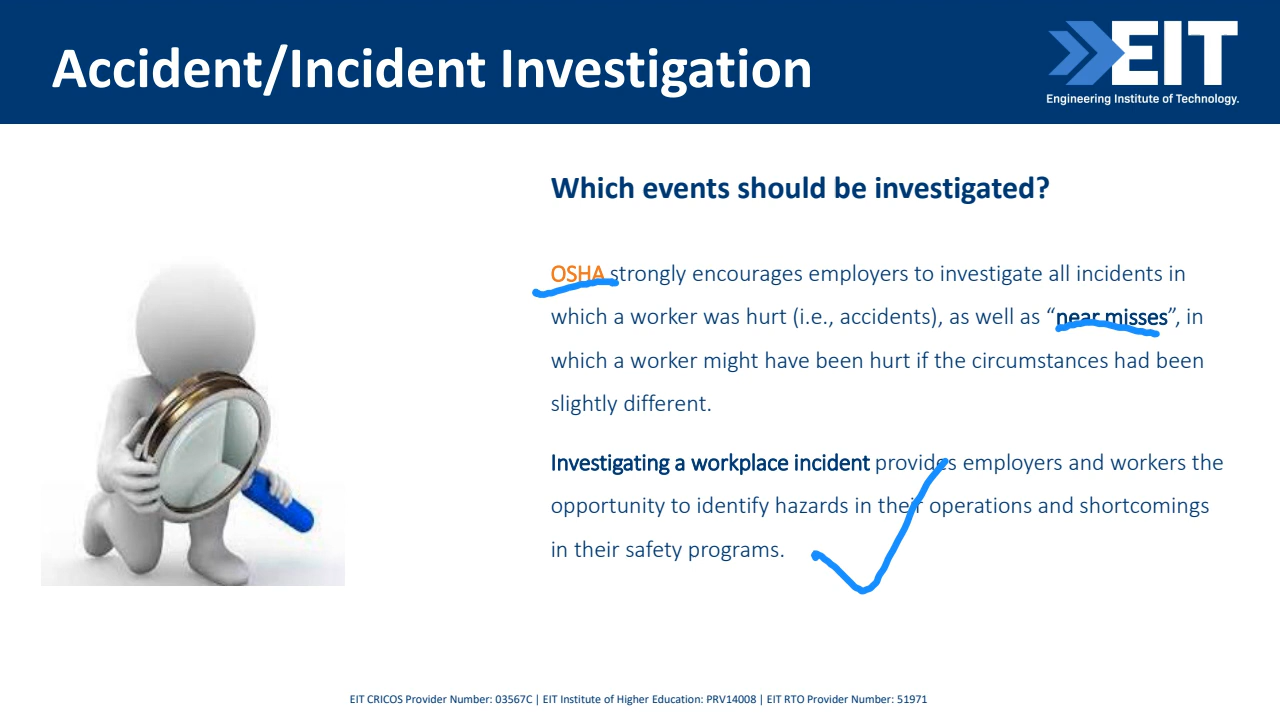 Accident/Incident Investigation
EIT
Engineering Institute of Technology.
Which events should be investigated?
OSHA strongly encourages employers to investigate all incidents in
which a worker was hurt (i.e., accidents), as well as “near misses”, in
which a worker might have been hurt if the circumstances had been
slightly different.
Investigating a workplace incident provides employers and workers the
opportunity to identify hazards in their operations and shortcomings
in their safety programs.
EIT CRICOS Provider Number: 03567C | EIT Institute of Higher Education: PRV14008 | EIT RTO Provider Number: 51971